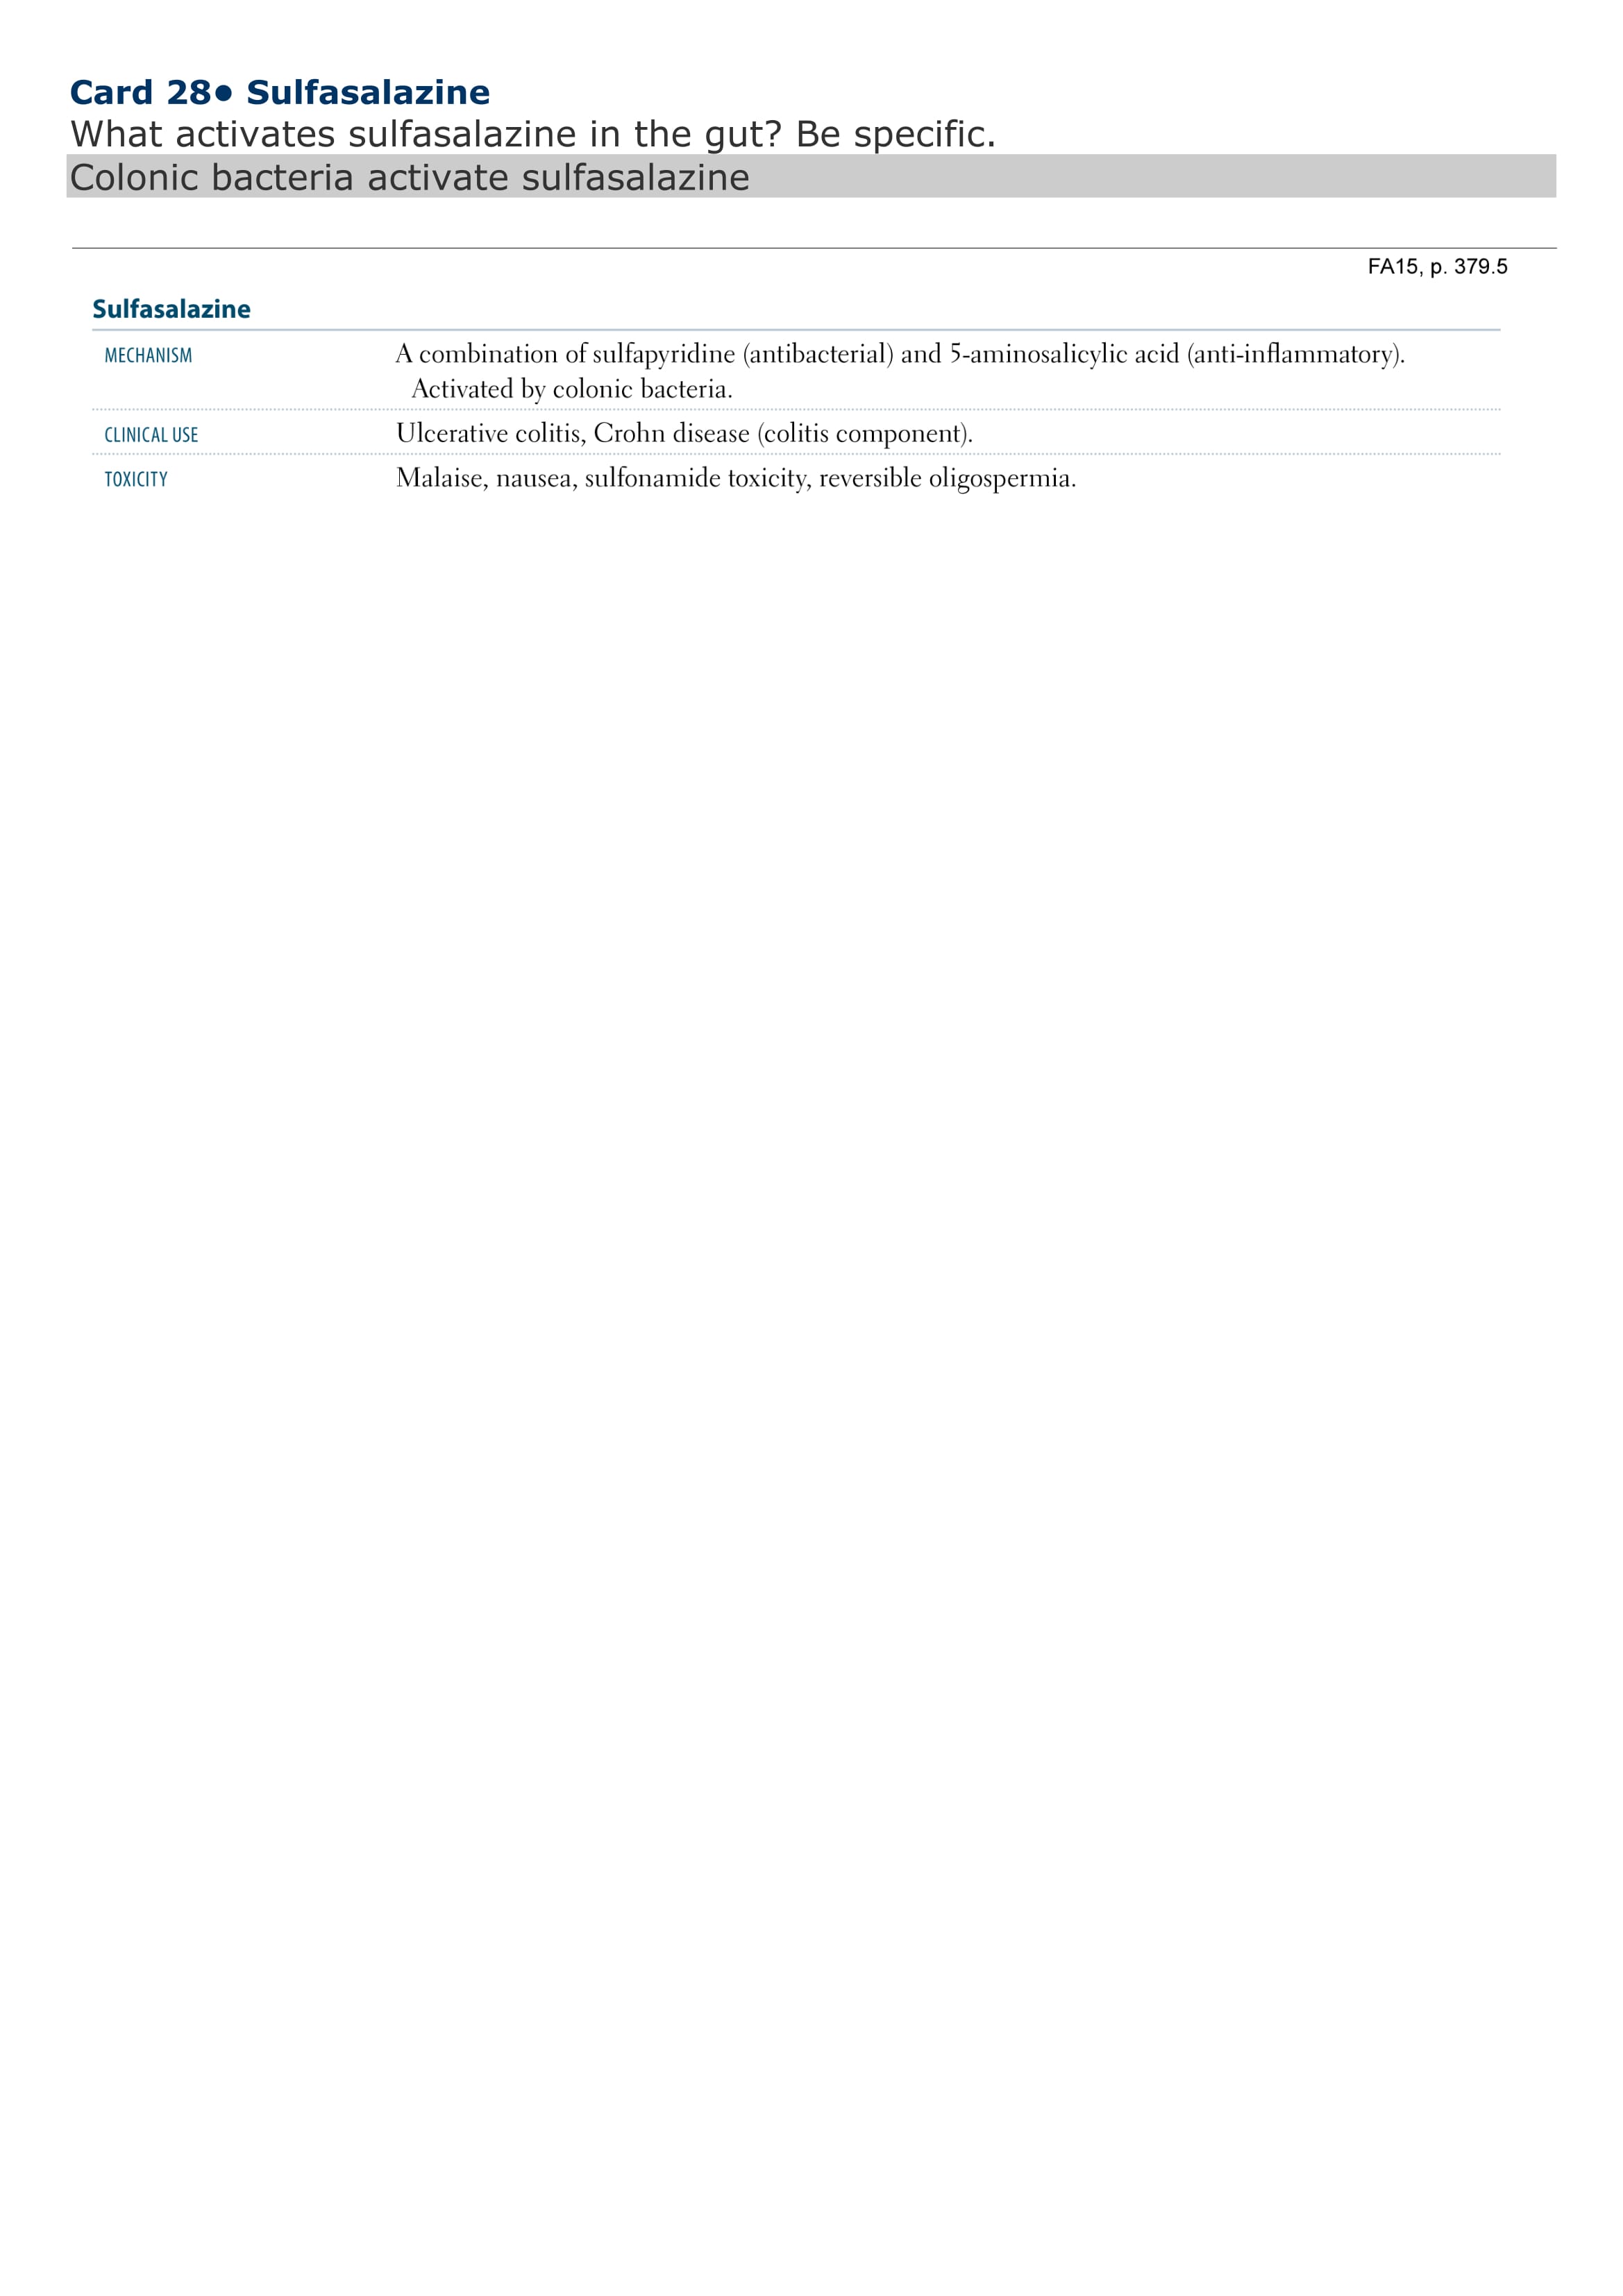 Card 28● Sulfasalazine
What activates sulfasalazine in the gut? Be specific.
Colonic bacteria activate sulfasalazine
FA15, p. 379.5
Sulfasalazine
MECHANISM A combination of sulfapyridine (antibacterial) and 5-aminosalicylic acid (anti-inflammatory).
Activated by colonic bacteria.
CLINICAL USE Ulcerative colitis, Crohn disease (colitis component).
TOXICITY Malaise, nausea, sulfonamide toxicity, reversible oligospermia.